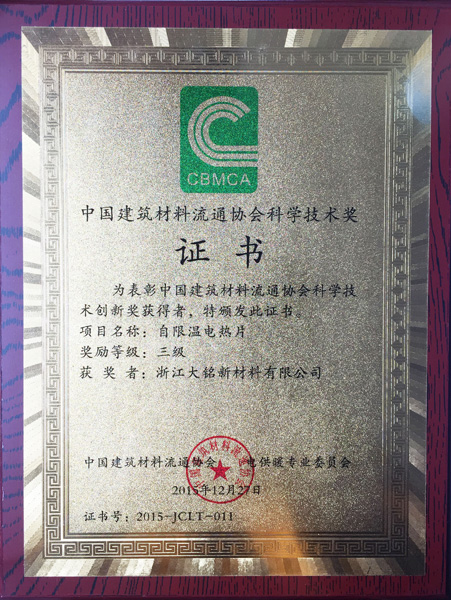 CBMCA
中国建筑材料流通协会科学技术奖
证书
为表彰中国建筑材料流通协会科学技
术创新奖获得者，特颁发此证书。
项目名称：自限温电热片
奖励等级：三级
获奖者：浙江大铭新材料有限公司
中国建筑材料流通协会 电供暖专业委员会
2015年12月27日
证书号：2015-JCLT-011